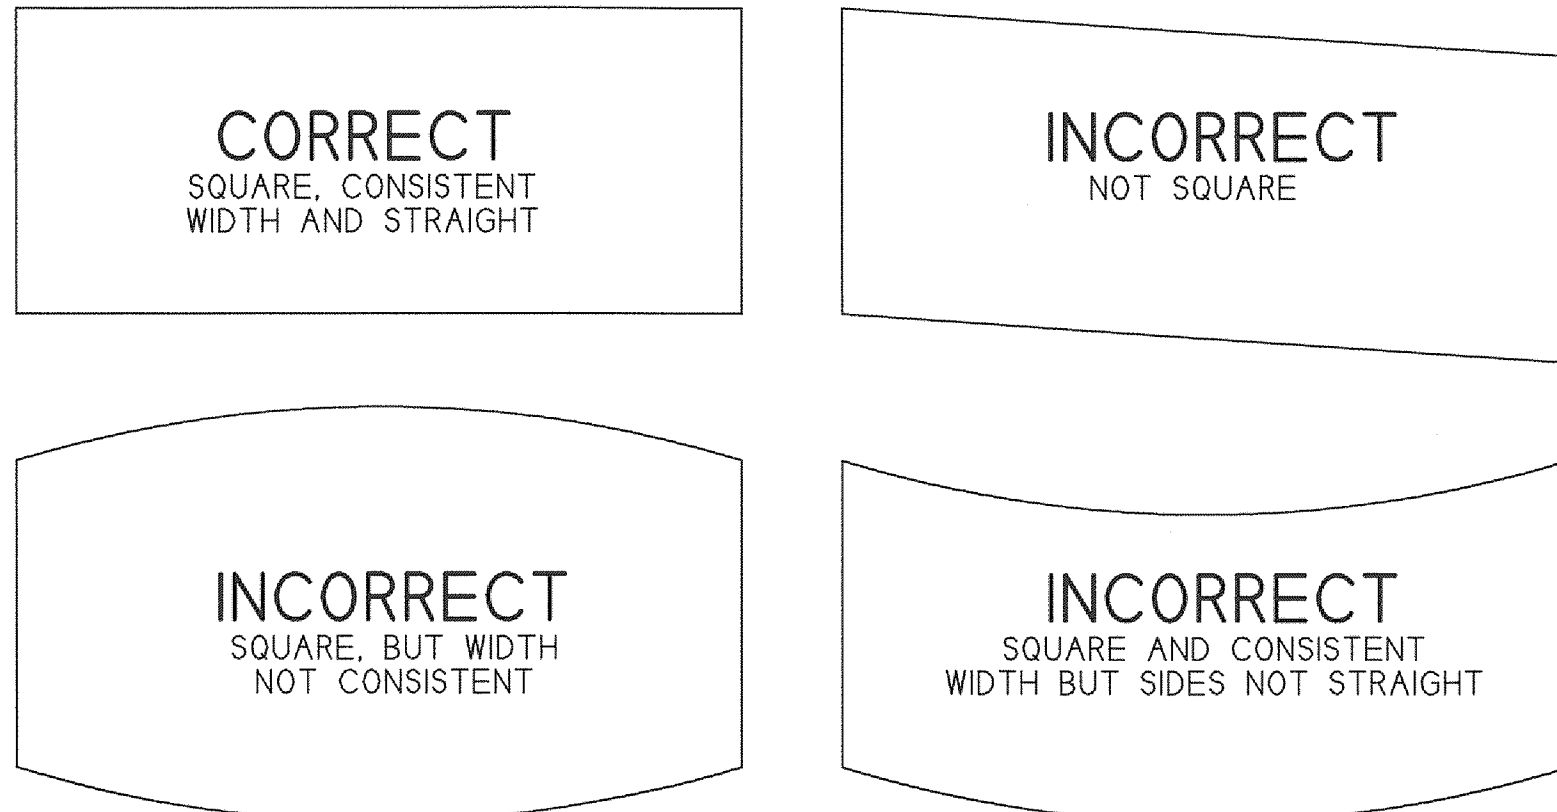 CORRECT
SQUARE, CONSISTENT
WIDTH AND STRAIGHT
INCORRECT
NOT SQUARE
INCORRECT
SQUARE, BUT WIDTH
NOT CONSISTENT
INCORRECT
SQUARE AND CONSISTENT
WIDTH BUT SIDES NOT STRAIGHT